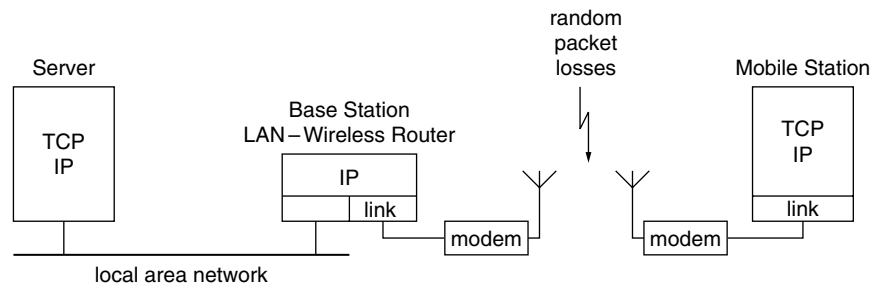 random
packet
losses
Server
Mobile Station
Base Station
LAN–Wireless Router
TCP
IP
TCP
IP
IP
link
link
modem
modem
local area network